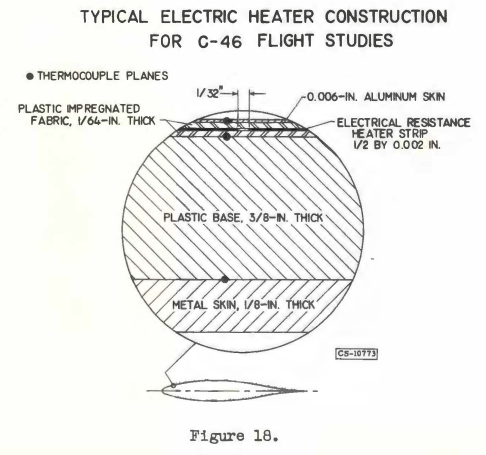 TYPICAL ELECTRIC HEATER CONSTRUCTION
FOR C-46 FLIGHT STUDIES
● THERMOCOUPLE PLANES
1/32"
0.006-IN. ALUMINUM SKIN
PLASTIC IMPREGNATED
FABRIC, 1/64-IN. THICK
ELECTRICAL RESISTANCE
HEATER STRIP
1/2 BY 0.002 IN.
PLASTIC BASE, 3/8-IN. THICK
METAL SKIN, 1/8-IN. THICK
CS-10773
Figure 18.